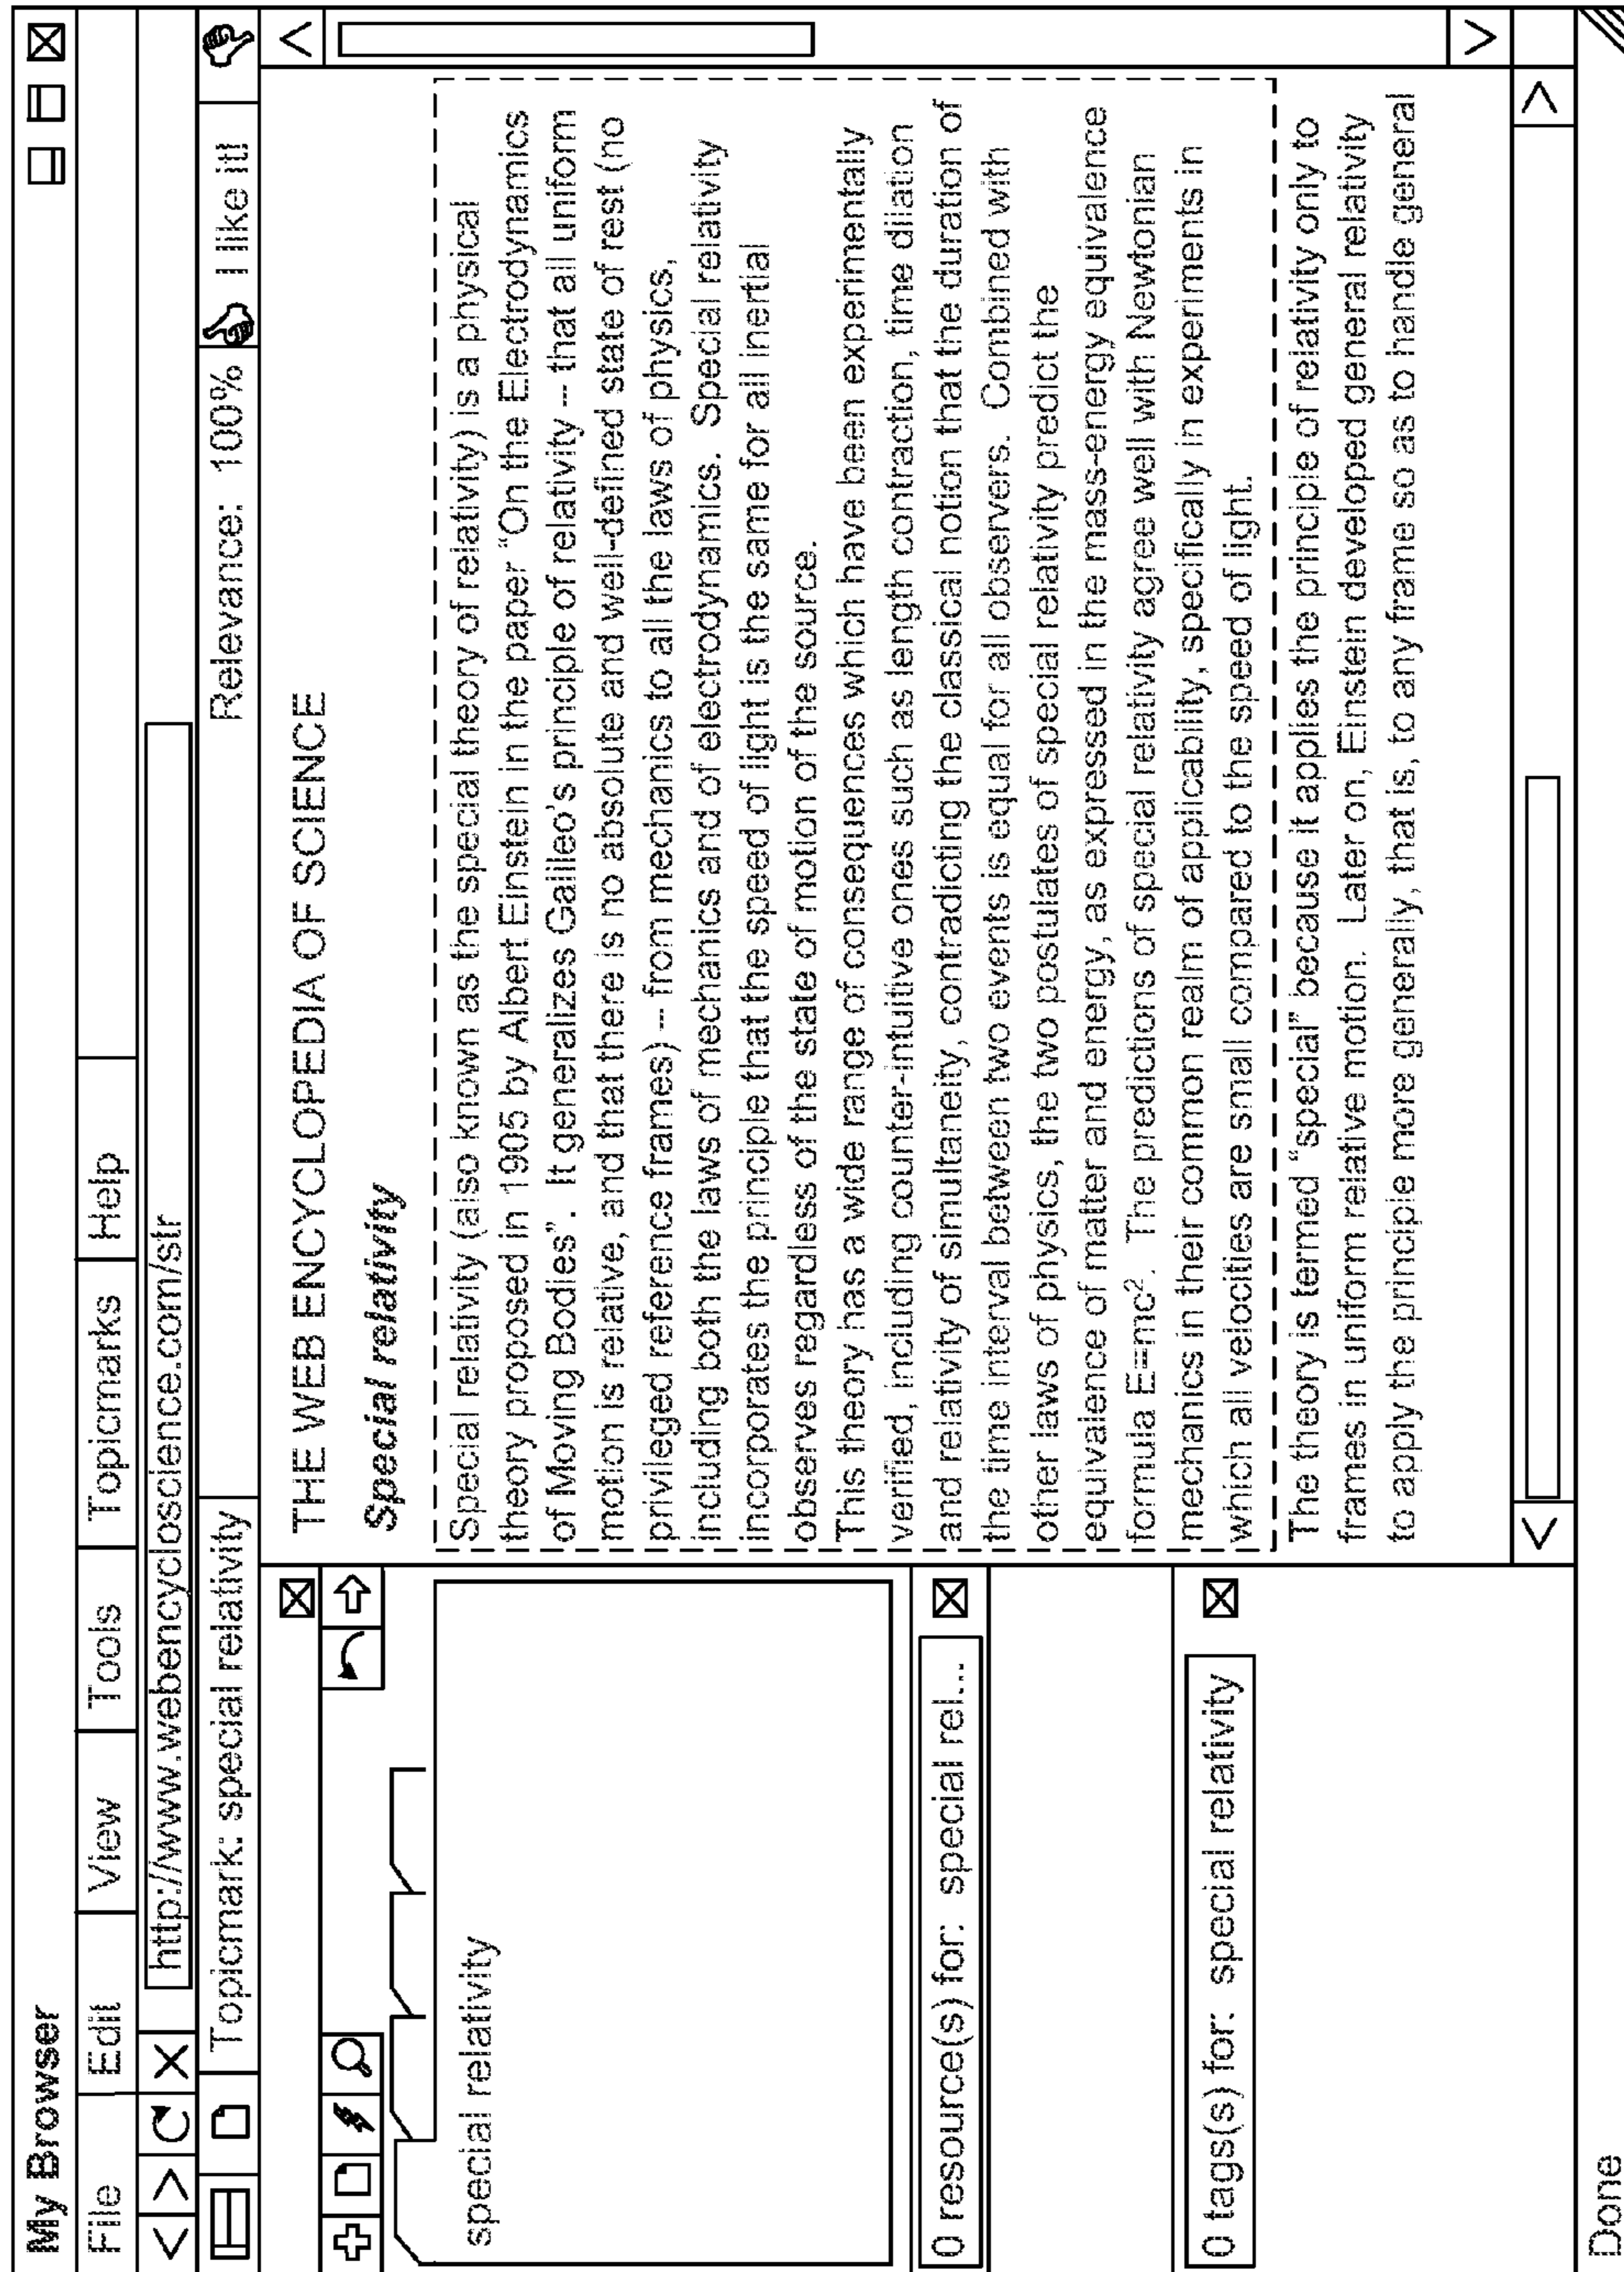 My Browser
File Edit View Tools Topicmarks Help
http://www.webencycloscience.com/str
Topicmark: special relativity Relevance: 100% I like it!
special relativity
0 resource(s) for: special rel...
0 tags(s) for: special relativity
THE WEB ENCYCLOPEDIA OF SCIENCE
Special relativity
Special relativity (also known as the special theory of relativity) is a physical
theory proposed in 1905 by Albert Einstein in the paper “On the Electrodynamics
of Moving Bodies”. It generalizes Galileo's principle of relativity -- that all uniform
motion is relative, and that there is no absolute and well-defined state of rest (no
privileged reference frames) -- from mechanics to all the laws of physics,
including both the laws of mechanics and of electrodynamics. Special relativity
incorporates the principle that the speed of light is the same for all inertial
observes regardless of the state of motion of the source.
This theory has a wide range of consequences which have been experimentally
verified, including counter-intuitive ones such as length contraction, time dilation
and relativity of simultaneity, contradicting the classical notion that the duration of
the time interval between two events is equal for all observers. Combined with
other laws of physics, the two postulates of special relativity predict the
equivalence of matter and energy, as expressed in the mass-energy equivalence
formula E=mc². The predictions of special relativity agree well with Newtonian
mechanics in their common realm of applicability, specifically in experiments in
which all velocities are small compared to the speed of light.
The theory is termed “special” because it applies the principle of relativity only to
frames in uniform relative motion. Later on, Einstein developed general relativity
to apply the principle more generally, that is, to any frame so as to handle general
Done